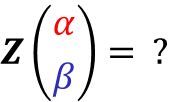 Z(α
β) = ?